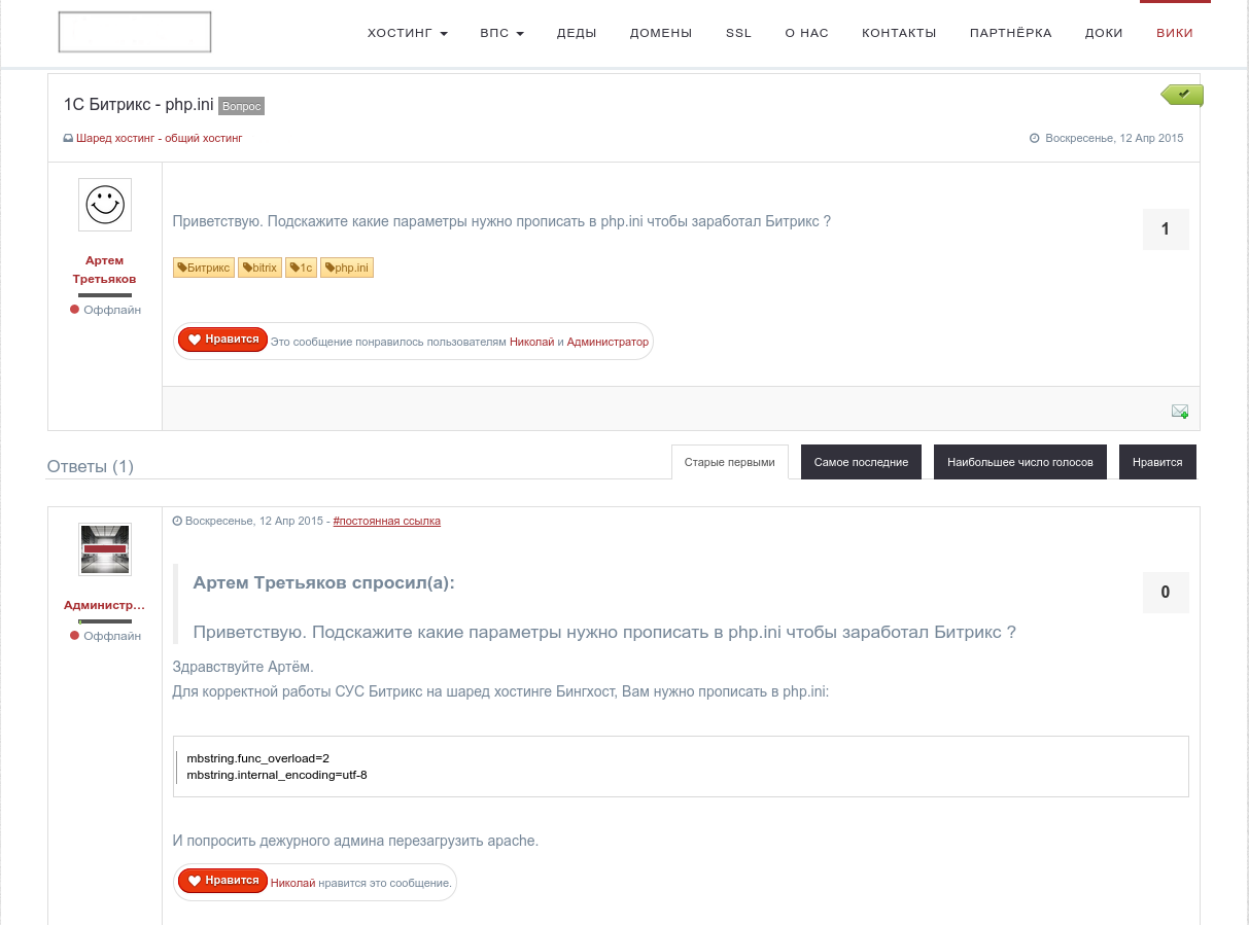 ХОСТИНГ ВПС ДЕДЫ ДОМЕНЫ SSL О НАС КОНТАКТЫ ПАРТНЁРКА ДОКИ ВИКИ
1С Битрикс - php.ini Вопрос
Шаред хостинг - общий хостинг
Воскресенье, 12 Апр 2015
Артем
Третьяков
Оффлайн
Приветствую. Подскажите какие параметры нужно прописать в php.ini чтобы заработал Битрикс ?
1
Битрикс bitrix 1c php.ini
Нравится Это сообщение понравилось пользователям Николай и Администратор
Ответы (1)
Старые первыми Самое последние Наибольшее число голосов Нравится
Администр...
Оффлайн
Воскресенье, 12 Апр 2015 - #постоянная ссылка
Артем Третьяков спросил(а):
0
Приветствую. Подскажите какие параметры нужно прописать в php.ini чтобы заработал Битрикс ?
Здравствуйте Артём.
Для корректной работы СУС Битрикс на шаред хостинге Бингхост, Вам нужно прописать в php.ini:
mbstring.func_overload=2
mbstring.internal_encoding=utf-8
И попросить дежурного админа перезагрузить apache.
Нравится Николай нравится это сообщение.